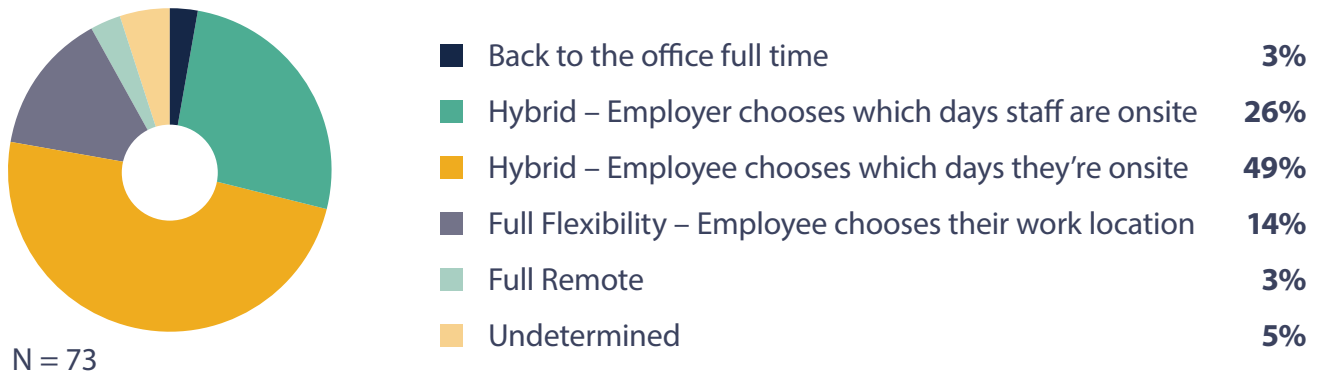 Back to the office full time 3%
Hybrid – Employer chooses which days staff are onsite 26%
Hybrid – Employee chooses which days they're onsite 49%
Full Flexibility – Employee chooses their work location 14%
Full Remote 3%
Undetermined 5%
N = 73